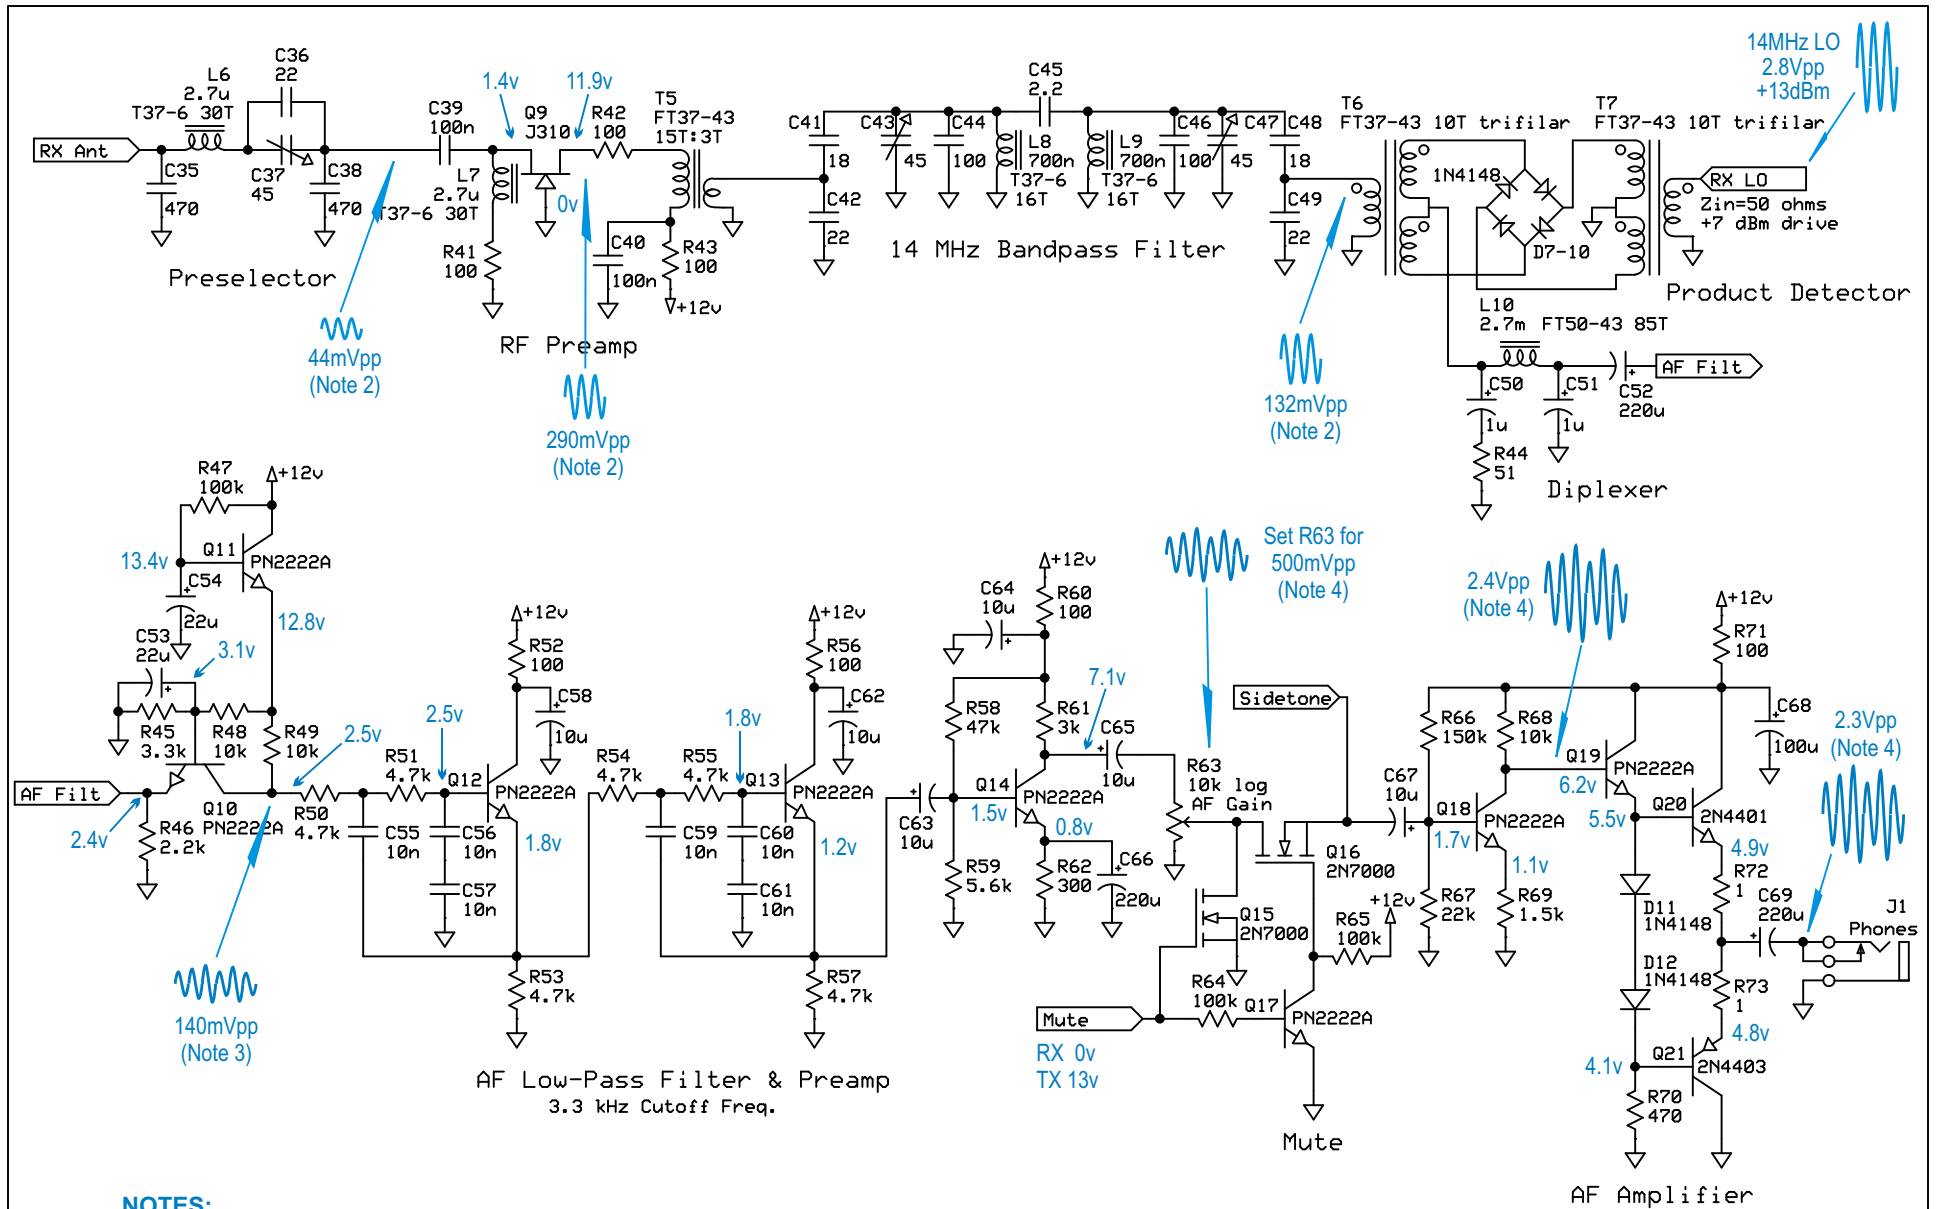 14MHz LO
2.8Vpp
+13dBm
C36
22
L6
2.7u
T37-6 30T
RX Ant
C35
470
C37
45
C38
470
Preselector
44mVpp
(Note 2)
C39
100n
1.4v
Q9
J310
11.9v
R42
100
T5
FT37-43
15T:3T
L7
2.7u
T37-6 30T
0v
R41
100
C40
100n
R43
100
+12v
RF Preamp
290mVpp
(Note 2)
C41
18
C42
22
C43
45
C44
100
L8
700n
T37-6
16T
C45
2.2
L9
700n
T37-6
16T
C46
100
C47
45
C48
18
C49
22
14 MHz Bandpass Filter
132mVpp
(Note 2)
T6
FT37-43 10T trifilar
T7
FT37-43 10T trifilar
1N4148
D7-10
RX LO
Zin=50 ohms
+7 dBm drive
Product Detector
L10
2.7m FT50-43 85T
C50
1u
C51
1u
C52
220u
AF Filt
R44
51
Diplexer
R47
100k
+12v
Q11
PN2222A
13.4v
C54
22u
12.8v
C53
22u
3.1v
R45
3.3k
R48
10k
R49
10k
2.5v
AF Filt
2.4v
Q10
PN2222A
R46
2.2k
140mVpp
(Note 3)
R50
4.7k
R51
4.7k
2.5v
C55
10n
C56
10n
C57
10n
Q12
PN2222A
1.8v
+12v
R52
100
C58
10u
R53
4.7k
R54
4.7k
R55
4.7k
1.8v
C59
10n
C60
10n
C61
10n
Q13
PN2222A
1.2v
+12v
R56
100
C62
10u
R57
4.7k
AF Low-Pass Filter & Preamp
3.3 kHz Cutoff Freq.
C63
10u
C64
10u
+12v
R60
100
R58
47k
R61
3k
7.1v
C65
10u
Q14
PN2222A
1.5v
0.8v
R59
5.6k
R62
300
C66
220u
Set R63 for
500mVpp
(Note 4)
R63
10k log
AF Gain
Sidetone
Q15
2N7000
Q16
2N7000
+12v
R65
100k
R64
100k
Q17
PN2222A
Mute
RX 0v
TX 13v
Mute
C67
10u
R66
150k
R67
22k
R68
10k
Q18
PN2222A
1.7v
1.1v
R69
1.5k
2.4Vpp
(Note 4)
Q19
PN2222A
6.2v
5.5v
+12v
R71
100
C68
100u
Q20
2N4401
4.9v
R72
1
D11
1N4148
D12
1N4148
C69
220u
2.3Vpp
(Note 4)
J1
Phones
R73
1
4.8v
4.1v
Q21
2N4403
R70
470
AF Amplifier
NOTES: